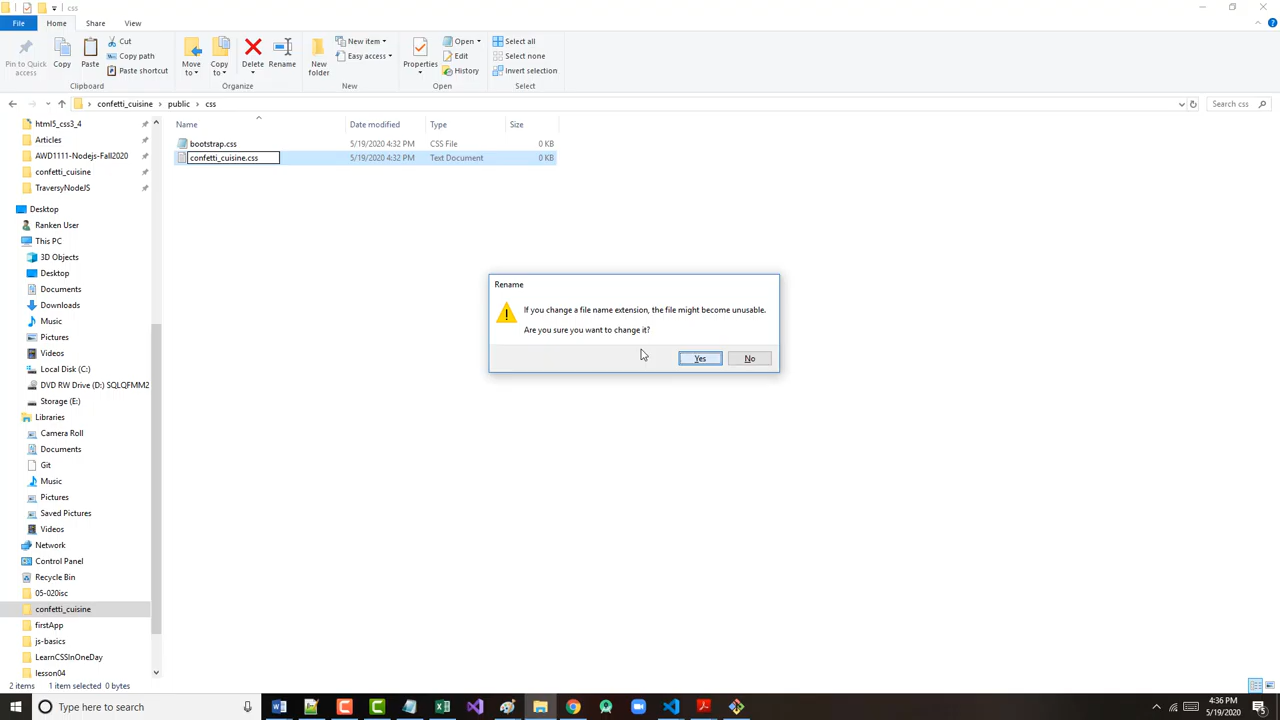 css
File
Home
Share
View
Pin to Quick access
Copy
Paste
Cut
Copy path
Paste shortcut
Clipboard
Move to
Copy to
Delete
Rename
Organize
New folder
New item
Easy access
New
Properties
Open
Edit
History
Open
Select all
Select none
Invert selection
Select
confetti_cuisine
public
css
Search css
Name
Date modified
Type
Size
bootstrap.css
5/19/2020 4:32 PM
CSS File
0 KB
confetti_cuisine.css
5/19/2020 4:32 PM
Text Document
0 KB
html5_css3_4
Articles
AWD1111-Nodejs-Fall2020
confetti_cuisine
TraversyNodeJS
Desktop
Ranken User
This PC
3D Objects
Desktop
Documents
Downloads
Music
Pictures
Videos
Local Disk (C:)
DVD RW Drive (D:) SQLQFMM2
Storage (E:)
Libraries
Camera Roll
Documents
Git
Music
Pictures
Saved Pictures
Videos
Network
Control Panel
Recycle Bin
05-020isc
confetti_cuisine
firstApp
js-basics
LearnCSSInOneDay
lesson04
Rename
If you change a file name extension, the file might become unusable.
Are you sure you want to change it?
Yes
No
2 items
1 item selected 0 bytes
Type here to search
4:36 PM
5/19/2020